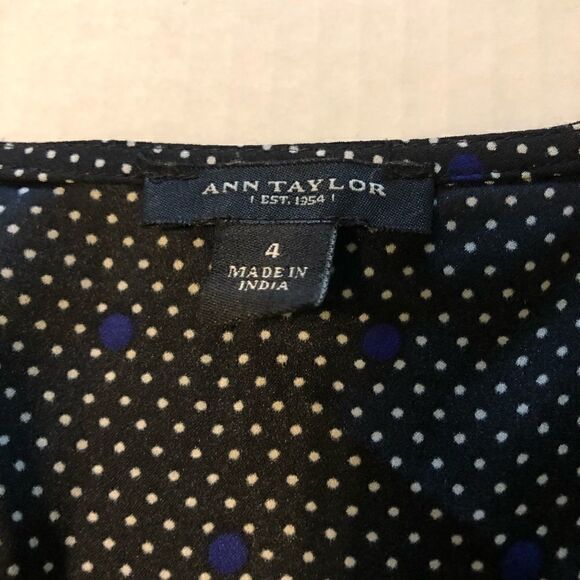 ANN TAYLOR
EST. 1954
4
MADE IN
INDIA